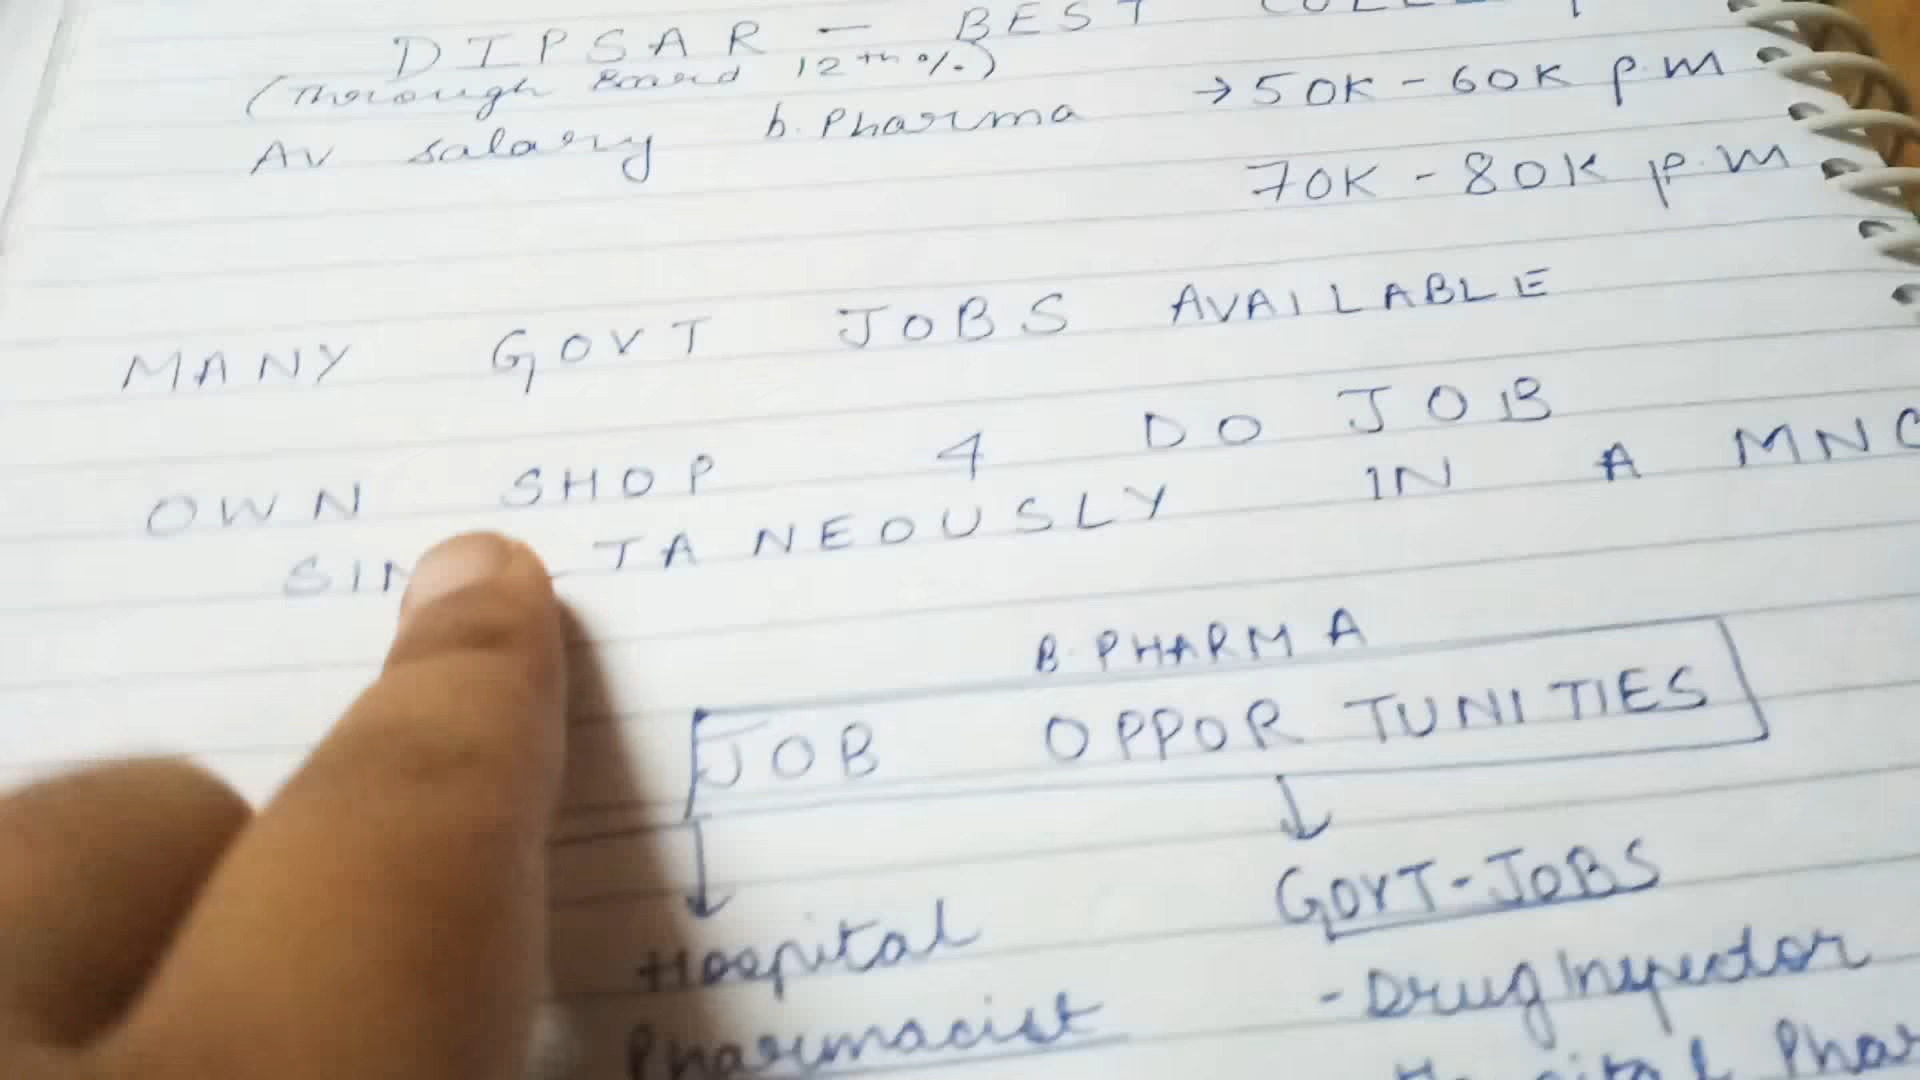 DIPSAR - BEST
(Through Board 12th %)
Av salary b. Pharma → 50K - 60K p.m
70K - 80K p.m
MANY GOVT JOBS AVAILABLE
OWN SHOP 4 DO JOB
SIM TANEOUSLY IN A MNC
B. PHARMA
JOB OPPORTUNITIES
Hospital
Pharmacist
GOVT-JOBS
- Drug Inspector